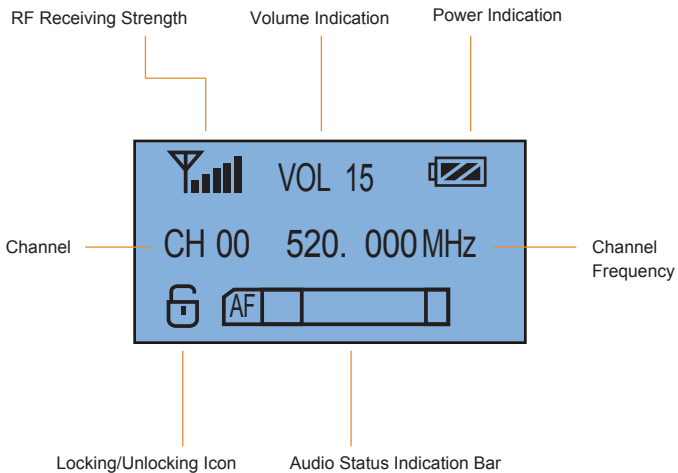 RF Receiving Strength
Volume Indication
Power Indication
VOL 15
Channel
CH 00 520. 000 MHz
Channel
Frequency
AF
Locking/Unlocking Icon
Audio Status Indication Bar